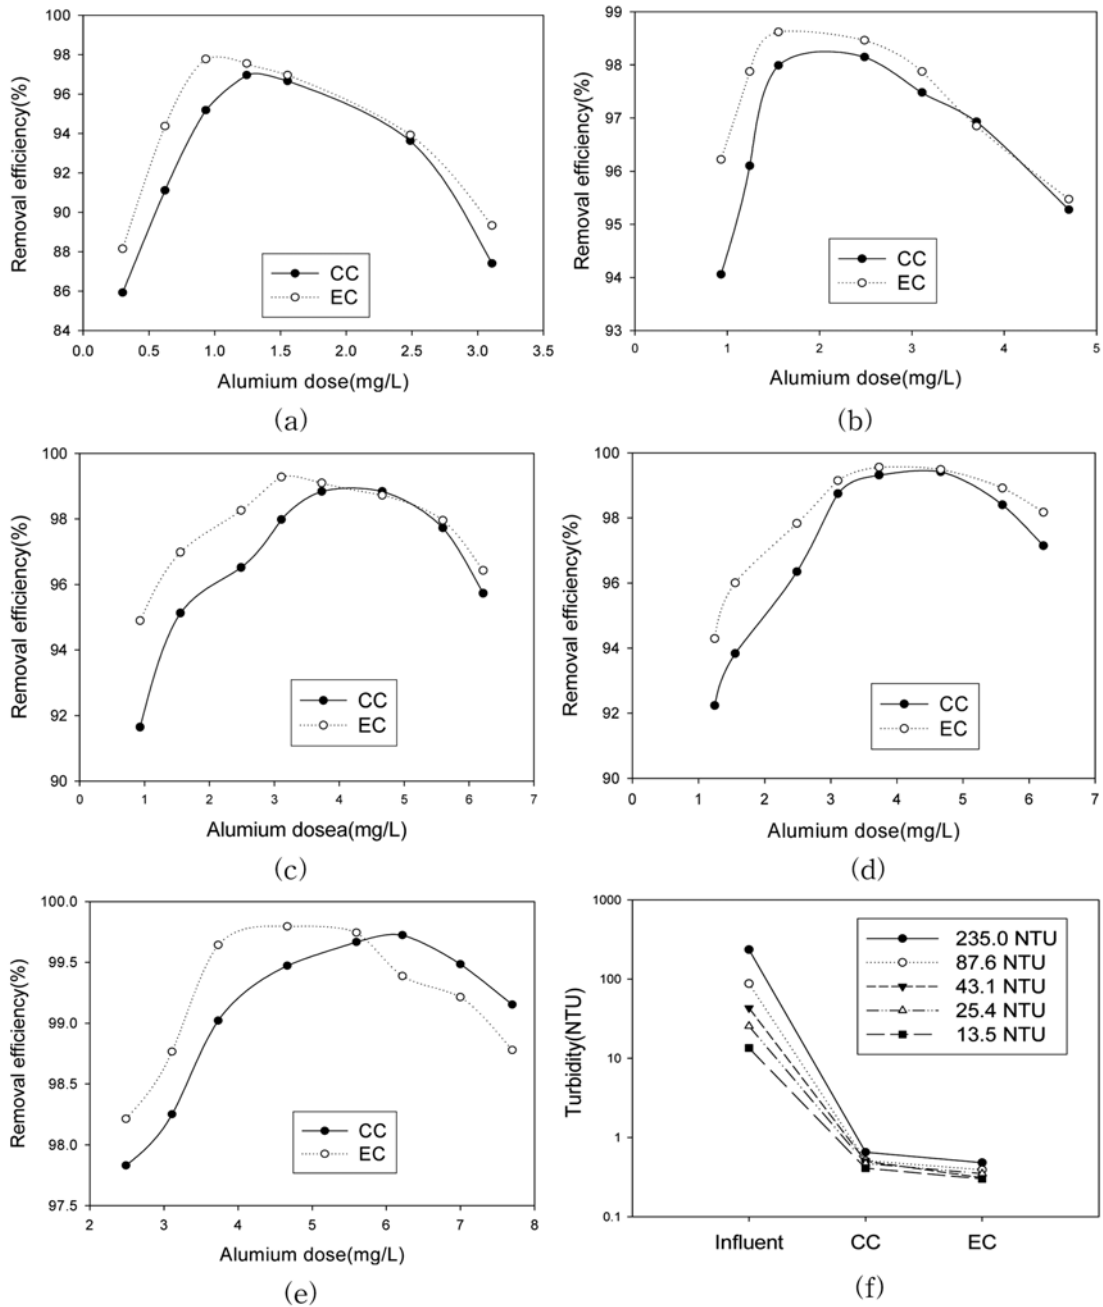 100
98
96
94
92
90
88
86
84
0.0 0.5 1.0 1.5 2.0 2.5 3.0 3.5
Removal efficiency(%)
Alumium dose(mg/L)
CC
EC
(a)
99
98
97
96
95
94
93
1 2 3 4 5
Removal efficiency(%)
Alumium dose(mg/L)
CC
EC
(b)
100
98
96
94
92
90
0 1 2 3 4 5 6 7
Removal efficiency(%)
Alumium dosea(mg/L)
CC
EC
(c)
100
98
96
94
92
90
0 1 2 3 4 5 6 7
Removal efficiency(%)
Alumium dose(mg/L)
CC
EC
(d)
100.0
99.5
99.0
98.5
98.0
97.5
2 3 4 5 6 7 8
Removal efficiency(%)
Alumium dose(mg/L)
CC
EC
(e)
1000
100
10
1
0.1
Turbidity(NTU)
235.0 NTU
87.6 NTU
43.1 NTU
25.4 NTU
13.5 NTU
Influent CC EC
(f)